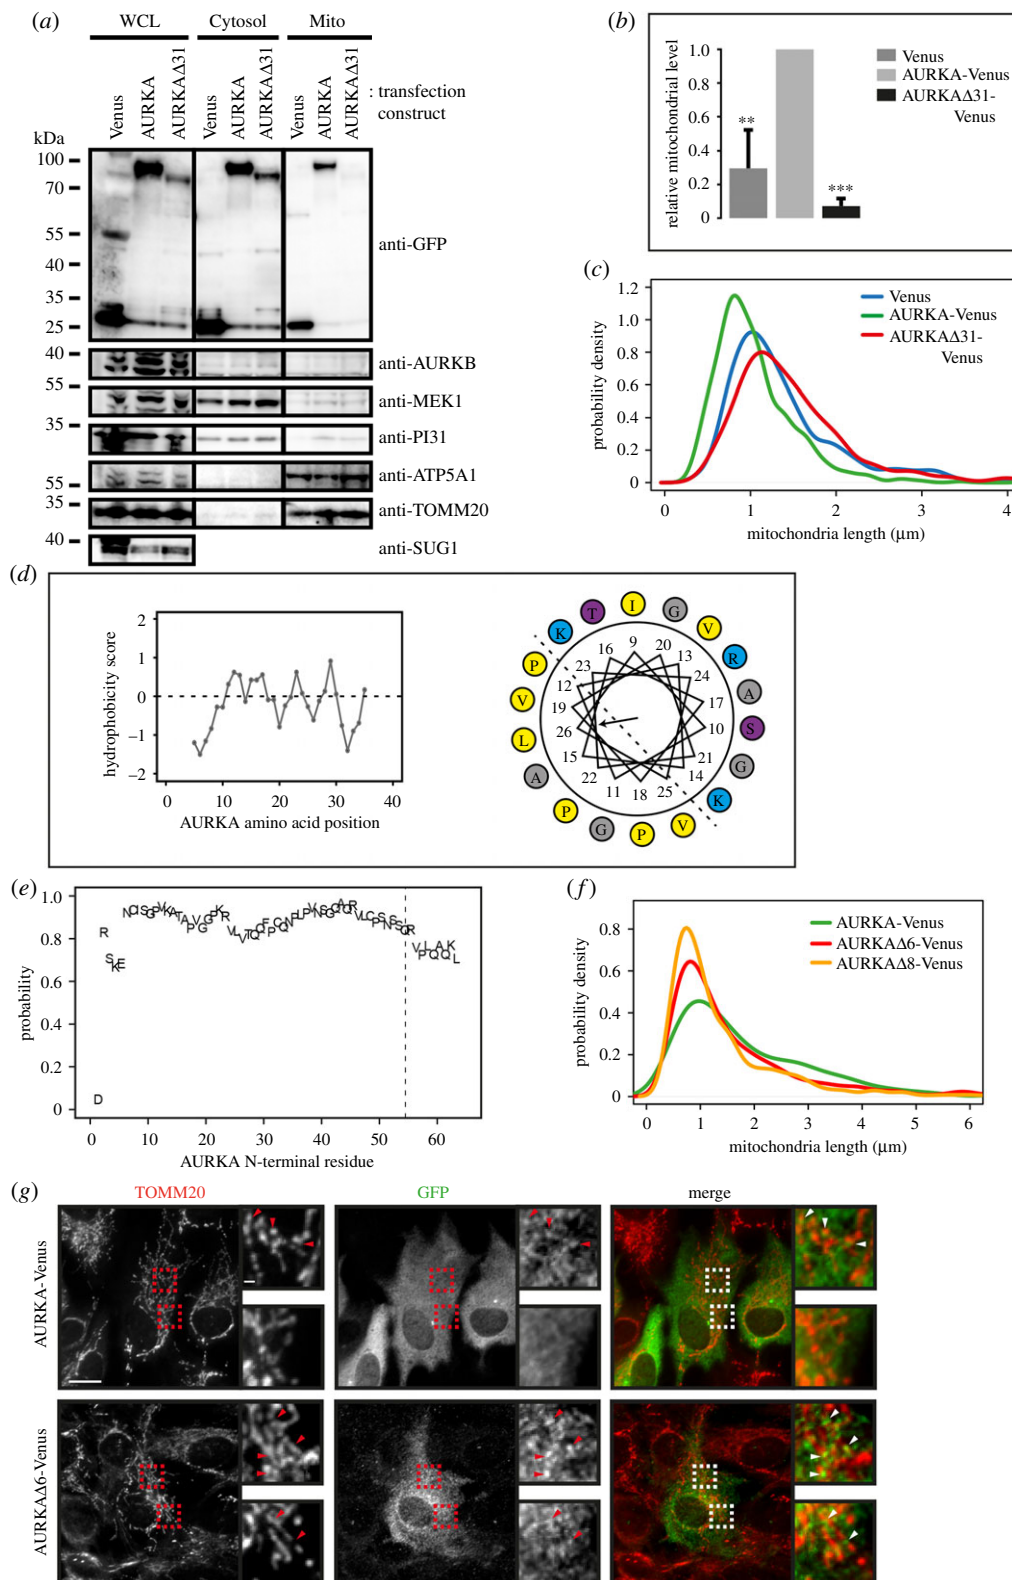 (a)
WCL Cytosol Mito
Venus AURKA AURKAΔ31 Venus AURKA AURKAΔ31 Venus AURKA AURKAΔ31
: transfection
construct
kDa
100
70
55
40
35
25
anti-GFP
40
anti-AURKB
55
anti-MEK1
35
anti-PI31
55
anti-ATP5A1
35
anti-TOMM20
40
anti-SUG1
(b)
relative mitochondrial level
1.0
0.8
0.6
0.4
0.2
0
**
***
Venus
AURKA-Venus
AURKAΔ31-
Venus
(c)
probability density
1.2
1.0
0.8
0.6
0.4
0.2
0
Venus
AURKA-Venus
AURKAΔ31-
Venus
0 1 2 3 4
mitochondria length (μm)
(d)
hydrophobicity score
2
1
0
−1
−2
0 10 20 30 40
AURKA amino acid position
I G V R A S G K V P G P A L V P K T
9 20 13 24 17 10 21 14 25 18 11 22 15 26 19 12 23 16
(e)
probability
1.0
0.8
0.6
0.4
0.2
0
D
R
S
K
E
0 10 20 30 40 50 60
AURKA N-terminal residue
(f)
probability density
0.8
0.6
0.4
0.2
0
AURKA-Venus
AURKAΔ6-Venus
AURKAΔ8-Venus
0 1 2 3 4 5 6
mitochondria length (μm)
(g)
TOMM20 GFP merge
AURKA-Venus
AURKAΔ6-Venus